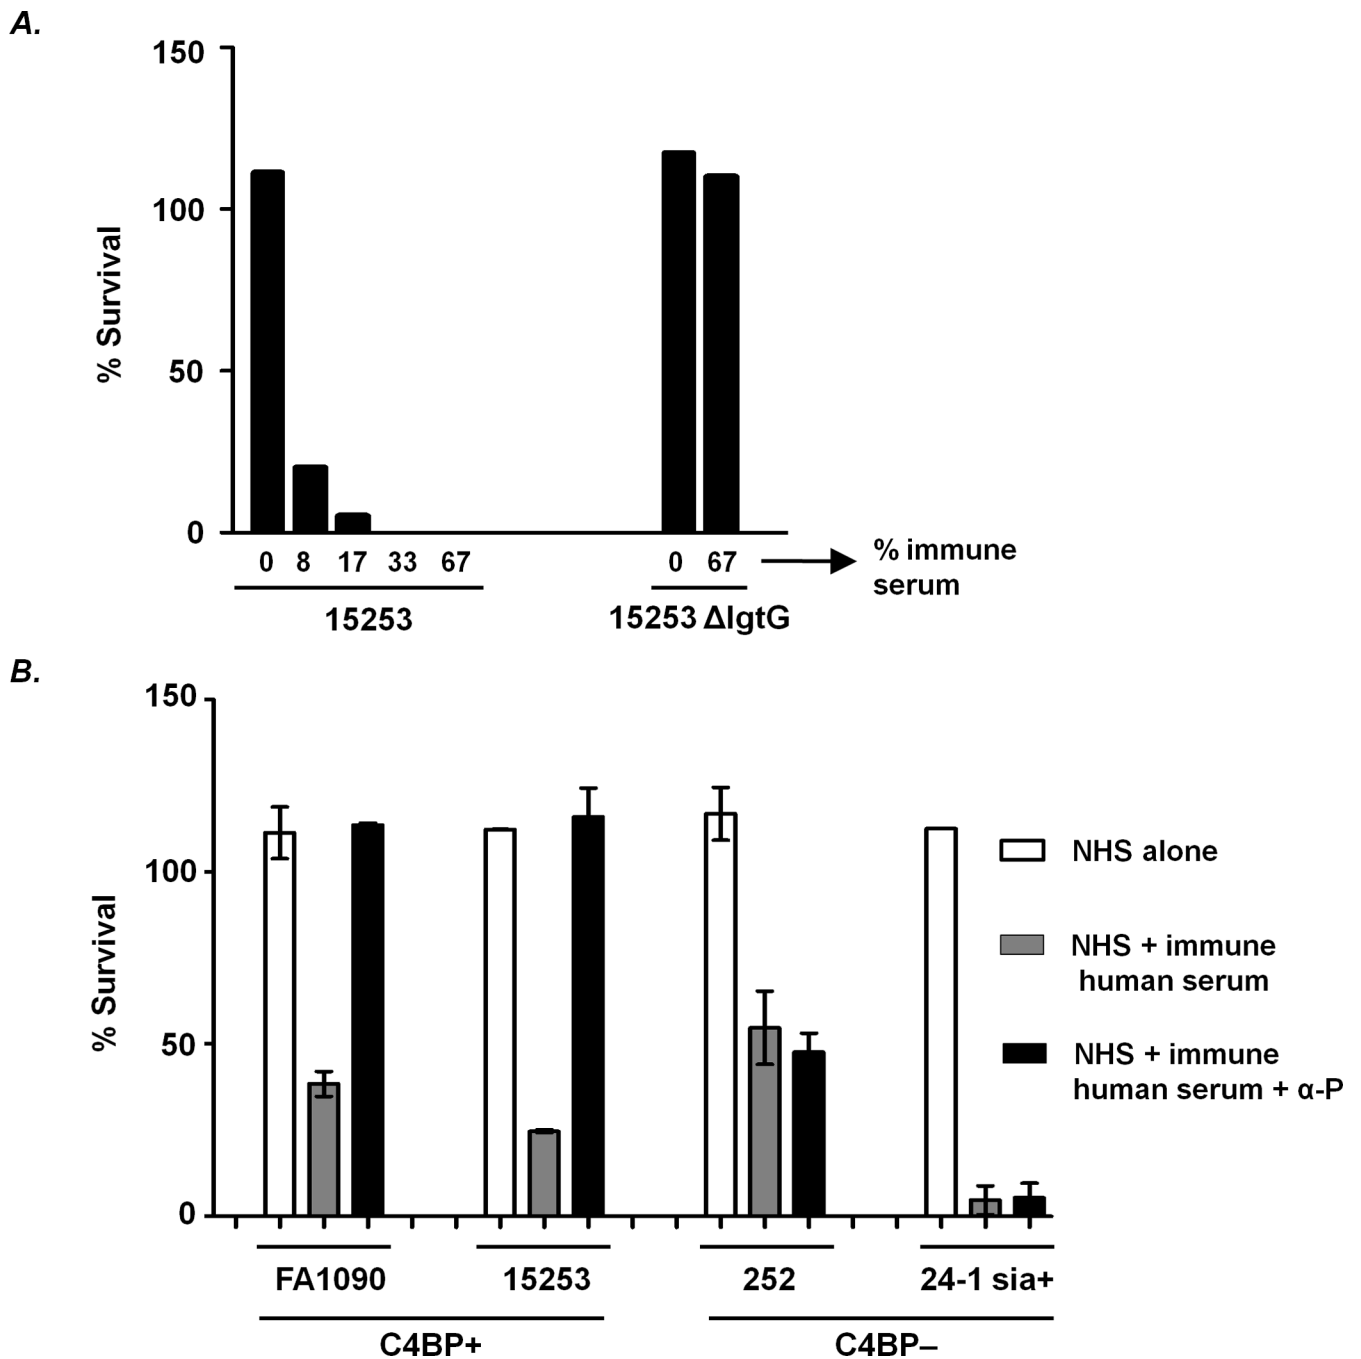 A.
150
100
50
0
% Survival
0 8 17 33 67
0 67
% immune
serum
15253
15253 ΔlgtG
B.
150
100
50
0
% Survival
NHS alone
NHS + immune
human serum
NHS + immune
human serum + α-P
FA1090
15253
252
24-1 sia+
C4BP+
C4BP–